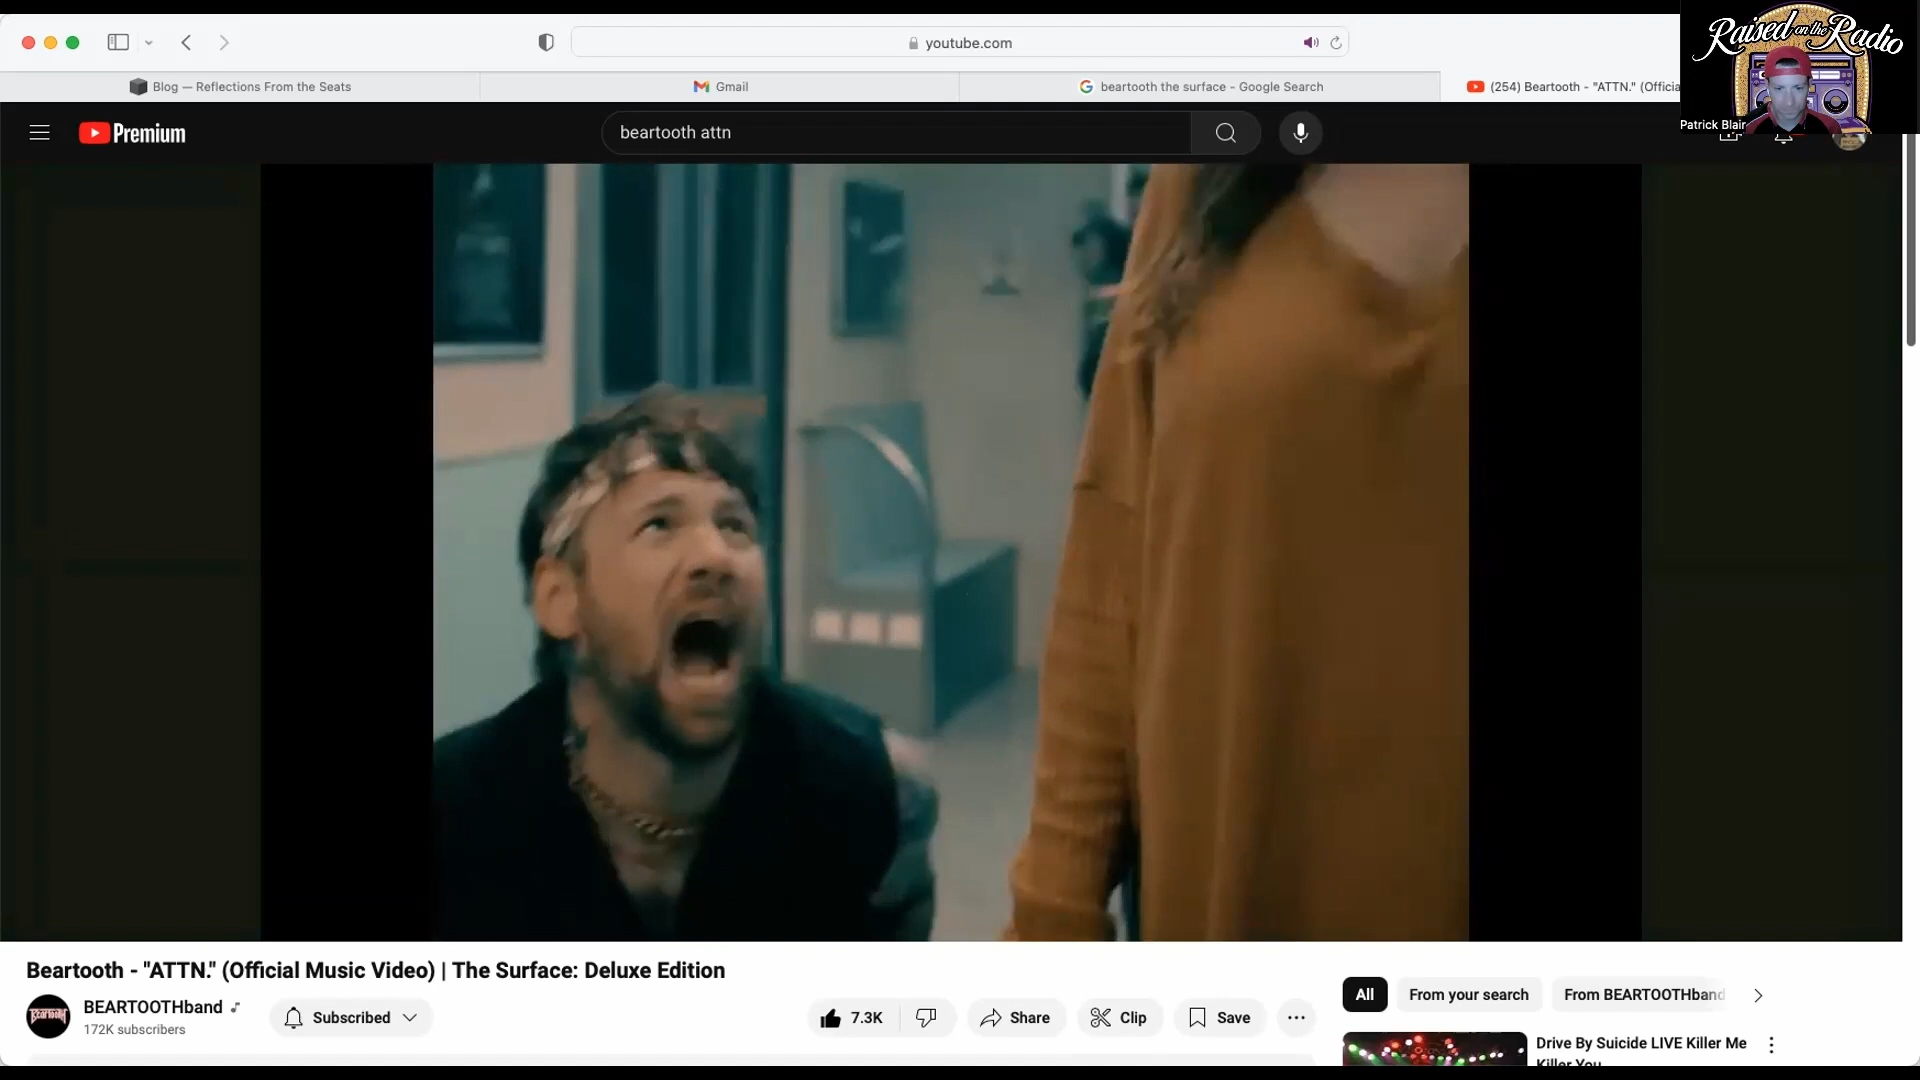 youtube.com
Raised on the Radio
Blog — Reflections From the Seats
Gmail
beartooth the surface - Google Search
(254) Beartooth - "ATTN." (Officia
Patrick Blair
Premium
beartooth attn
Beartooth - "ATTN." (Official Music Video) | The Surface: Deluxe Edition
BEARTOOTHband
172K subscribers
Subscribed
7.3K
Share
Clip
Save
All
From your search
From BEARTOOTHband
Drive By Suicide LIVE Killer Me
Killer You